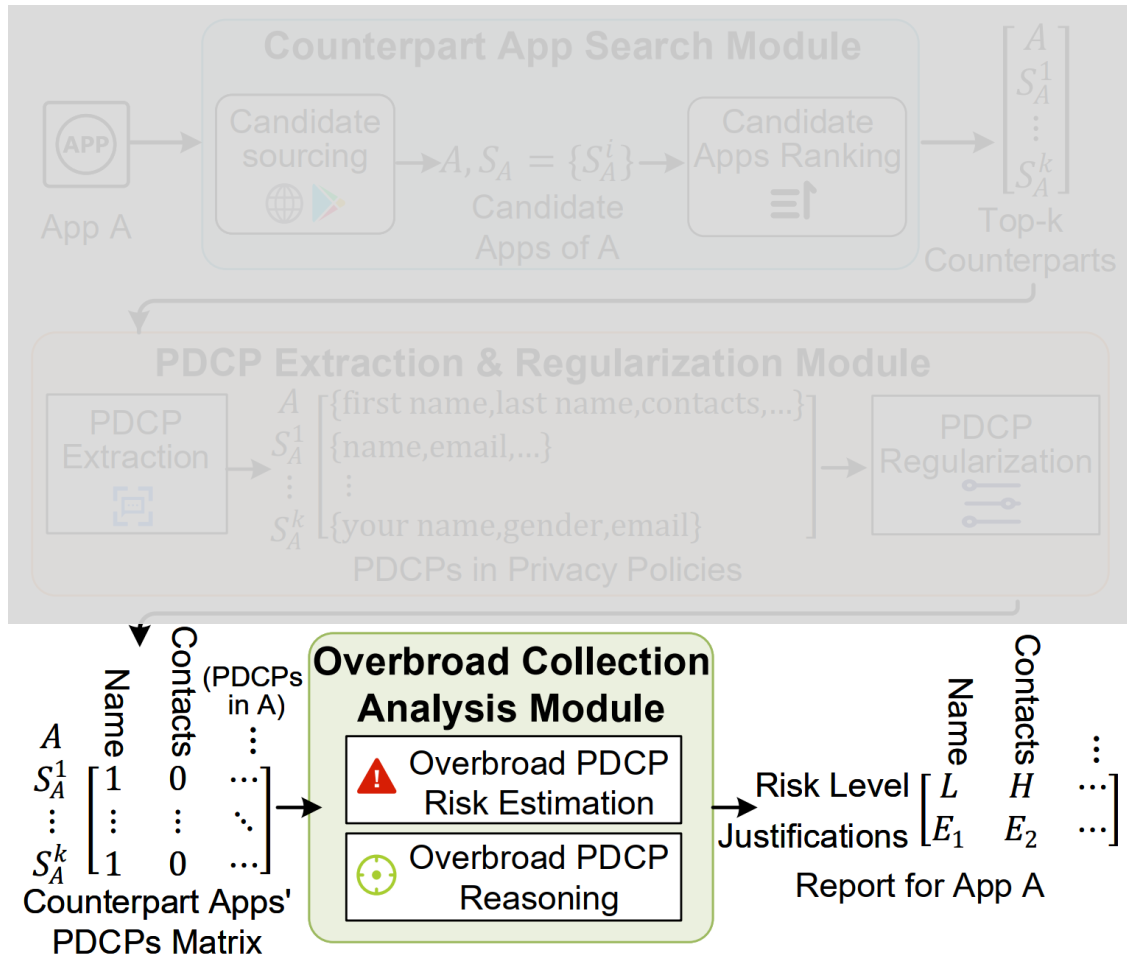 Counterpart App Search Module
APP
App A
Candidate
sourcing
A, S_A = {S_A^i}
Candidate
Apps of A
Candidate
Apps Ranking
A
S_A^1
⋮
S_A^k
Top-k
Counterparts
PDCP Extraction & Regularization Module
PDCP
Extraction
A {first name,last name,contacts,...}
S_A^1 {name,email,...}
⋮ ⋮
S_A^k {your name,gender,email}
PDCPs in Privacy Policies
PDCP
Regularization
Name
Contacts
(PDCPs
in A)
A ⋮
S_A^1 1 0 ...
⋮ ⋮ ⋮ ⋱
S_A^k 1 0 ...
Counterpart Apps'
PDCPs Matrix
Overbroad Collection
Analysis Module
Overbroad PDCP
Risk Estimation
Overbroad PDCP
Reasoning
Name
Contacts
⋮
Risk Level L H ...
Justifications E_1 E_2 ...
Report for App A